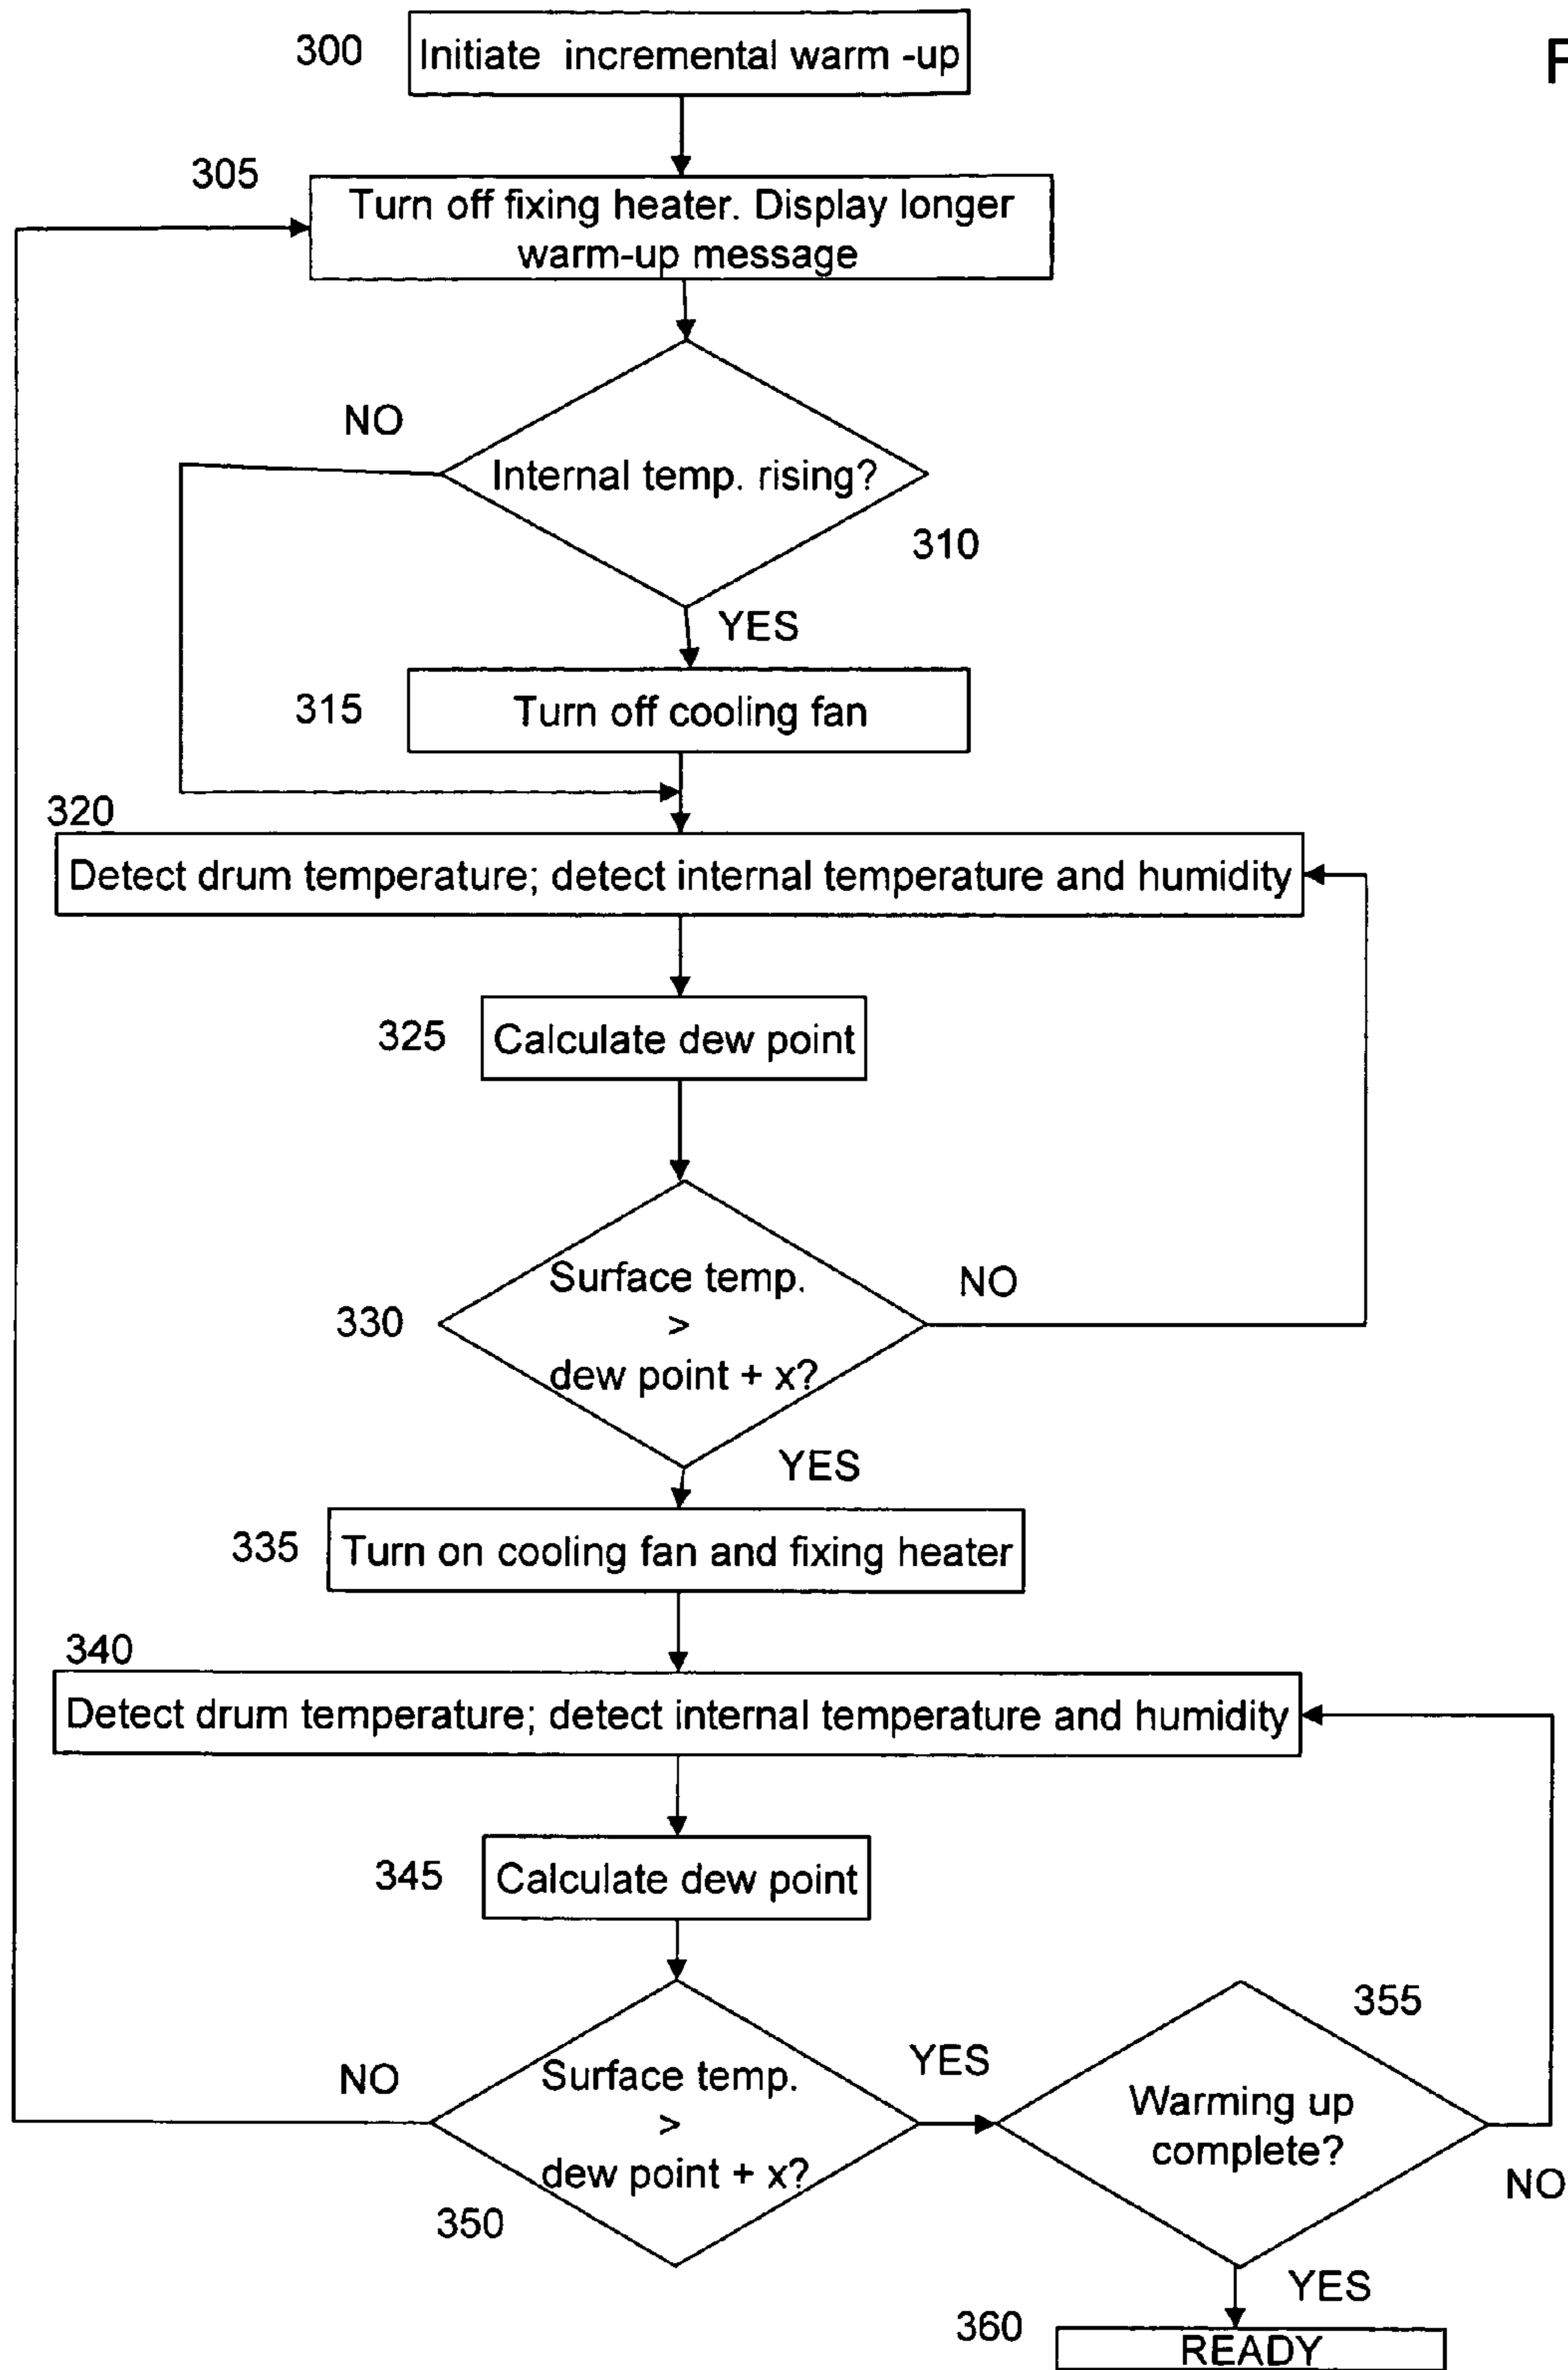 F
300
Initiate incremental warm -up
305
Turn off fixing heater. Display longer
warm-up message
NO
Internal temp. rising?
310
YES
315
Turn off cooling fan
320
Detect drum temperature; detect internal temperature and humidity
325
Calculate dew point
Surface temp.
>
dew point + x?
330
NO
YES
335
Turn on cooling fan and fixing heater
340
Detect drum temperature; detect internal temperature and humidity
345
Calculate dew point
NO
Surface temp.
>
dew point + x?
350
YES
355
Warming up
complete?
NO
YES
360
READY